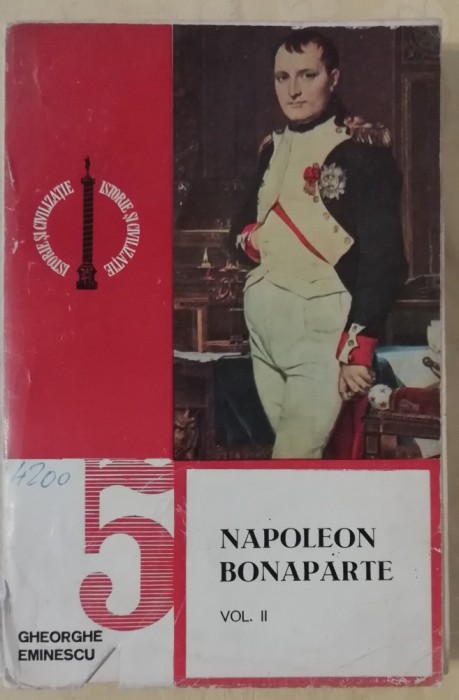 ISTORIE ȘI CIVILIZAȚIE
ISTORIE ȘI CIVILIZAȚIE
4200
5
NAPOLEON
BONAPARTE
VOL. II
GHEORGHE
EMINESCU